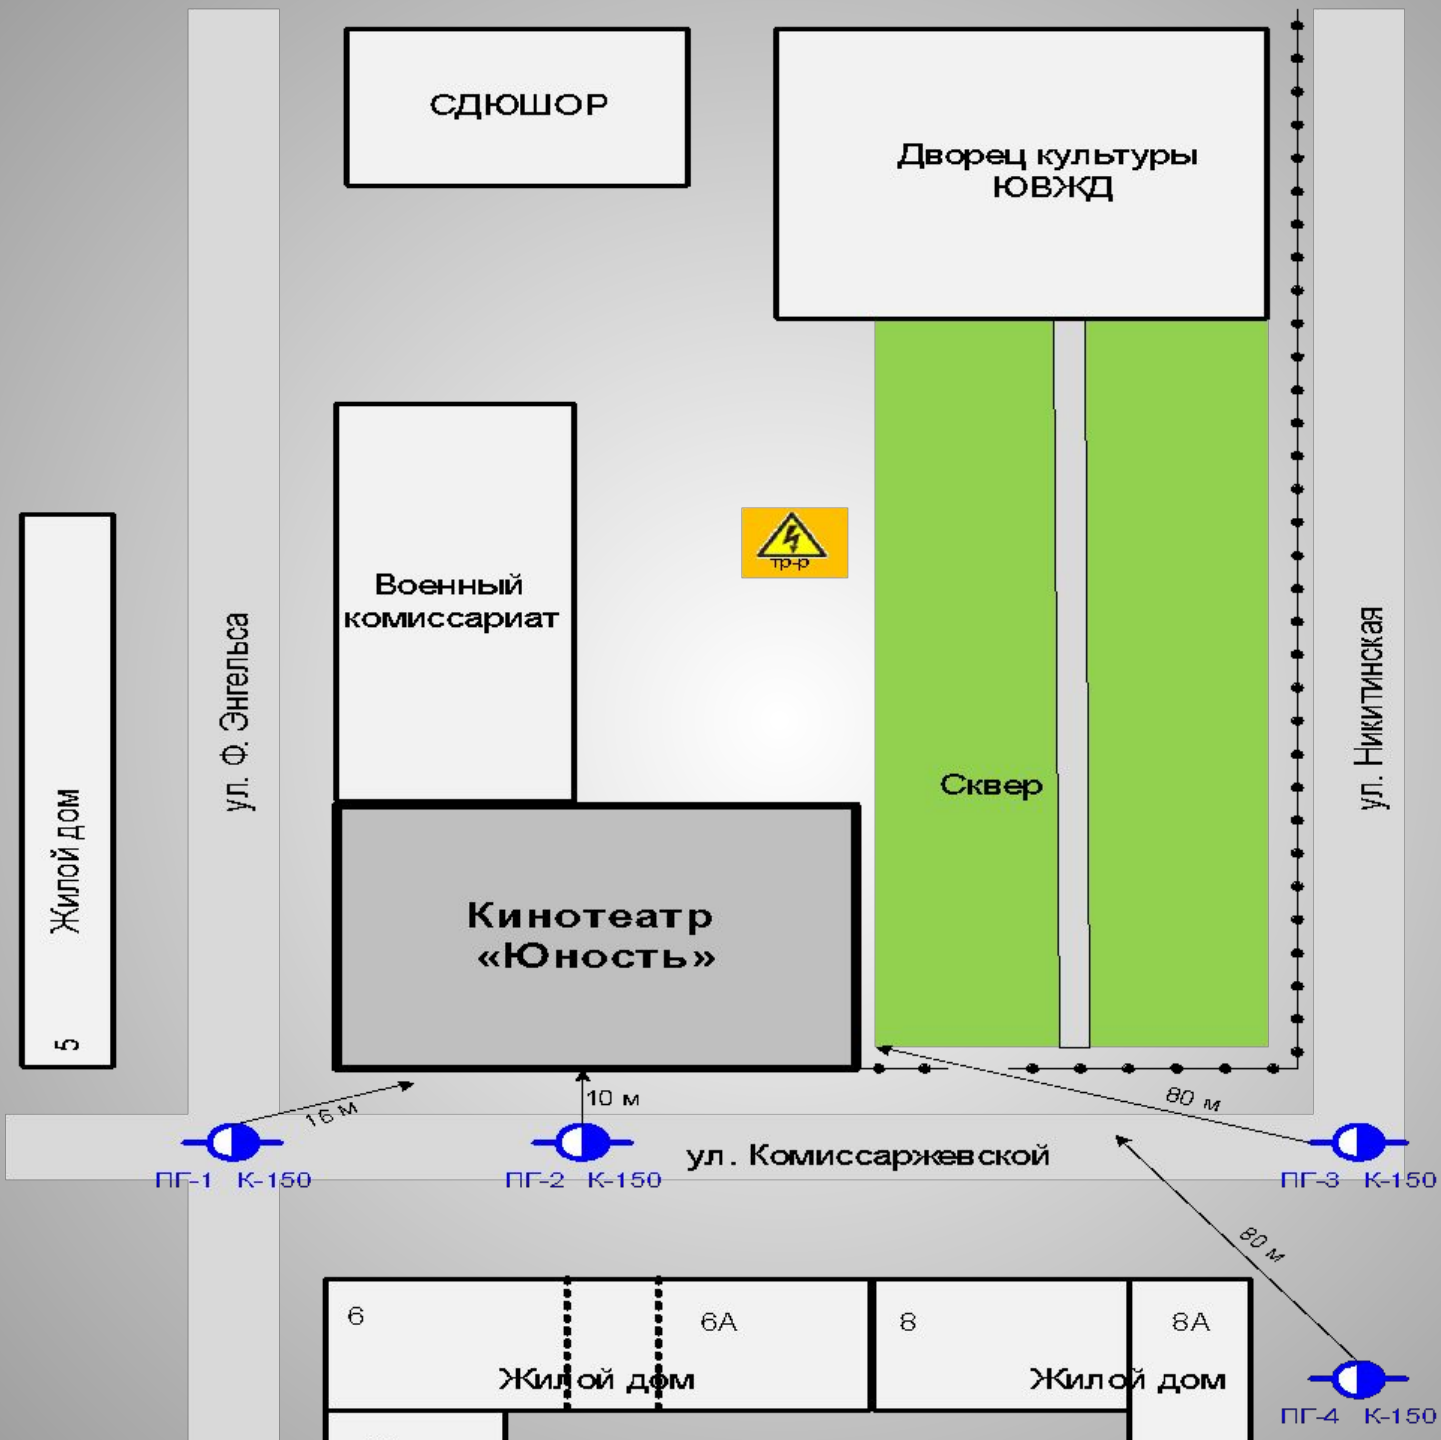 СДЮШОР
Дворец культуры
ЮВЖД
Военный
комиссариат
тр-р
ул. Ф. Энгельса
ул. Никитинская
Жилой дом
5
Сквер
Кинотеатр
«Юность»
16 м
10 м
80 м
ул. Комиссаржевской
ПГ-1 К-150
ПГ-2 К-150
ПГ-3 К-150
80 м
6
6А
8
8А
Жилой дом
Жилой дом
ПГ-4 К-150